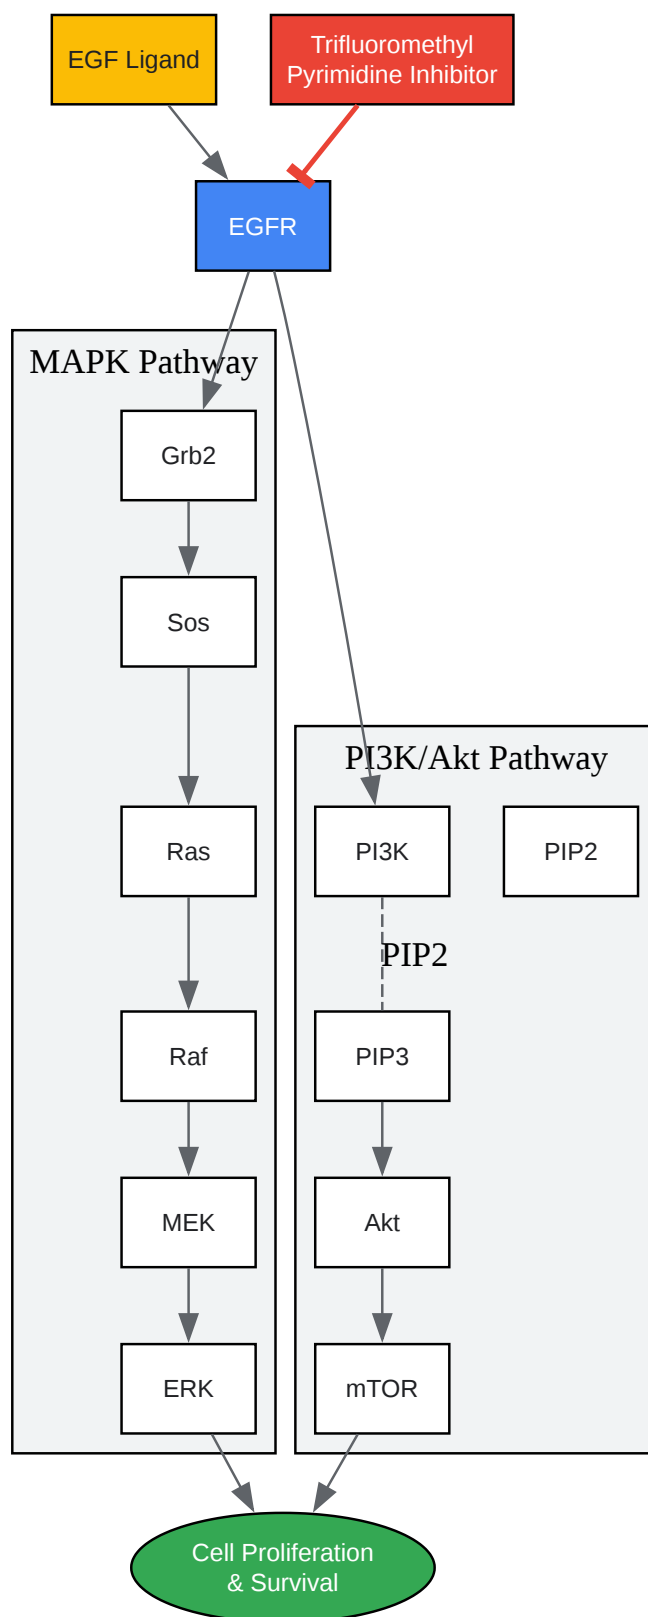 EGF Ligand
Trifluoromethyl
Pyrimidine Inhibitor
EGFR
MAPK Pathway
Grb2
Sos
Ras
Raf
MEK
ERK
PI3K/Akt Pathway
PI3K
PIP2
PIP2
PIP3
Akt
mTOR
Cell Proliferation
& Survival